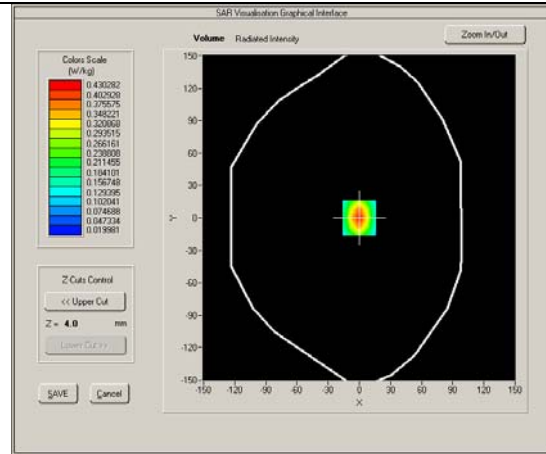 SAR Visualisation Graphical Interface
Volume Radiated Intensity
Zoom In/Out
Colors Scale
(W/kg)
0.430282
0.402928
0.375575
0.348221
0.320868
0.293515
0.266161
0.238808
0.211455
0.184101
0.156748
0.129395
0.102041
0.074688
0.047334
0.019981
Z Cuts Control
<< Upper Cut
Z = 4.0 mm
SAVE Cancel
150
120
90
60
30
0
-30
-60
-90
-120
-150
Y
-150 -120 -90 -60 -30 0 30 60 90 120 150
X